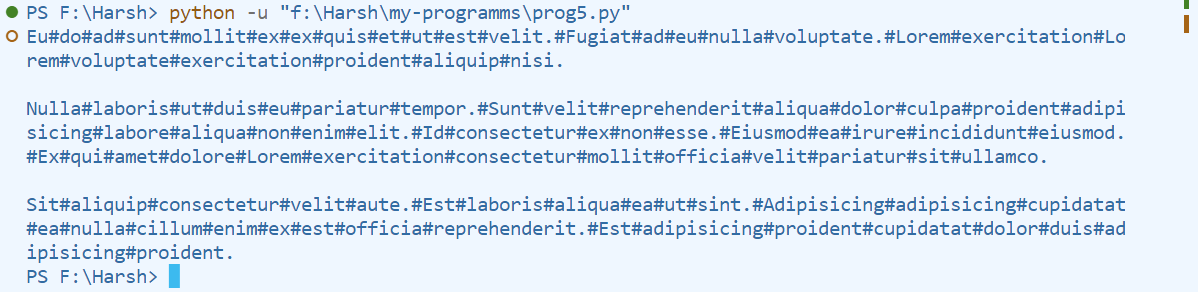 PS F:\Harsh> python -u "f:\Harsh\my-programms\prog5.py"
Eu#do#ad#sunt#mollit#ex#ex#quis#et#ut#est#velit.#Fugiat#ad#eu#nulla#voluptate.#Lorem#exercitation#Lo
rem#voluptate#exercitation#proident#aliquip#nisi.

Nulla#laboris#ut#duis#eu#pariatur#tempor.#Sunt#velit#reprehenderit#aliqua#dolor#culpa#proident#adipi
sicing#labore#aliqua#non#enim#elit.#Id#consectetur#ex#non#esse.#Eiusmod#ea#irure#incididunt#eiusmod.
#Ex#qui#amet#dolore#Lorem#exercitation#consectetur#mollit#officia#velit#pariatur#sit#ullamco.

Sit#aliquip#consectetur#velit#aute.#Est#laboris#aliqua#ea#ut#sint.#Adipisicing#adipisicing#cupidatat
#ea#nulla#cillum#enim#ex#est#officia#reprehenderit.#Est#adipisicing#proident#cupidatat#dolor#duis#ad
ipisicing#proident.
PS F:\Harsh>